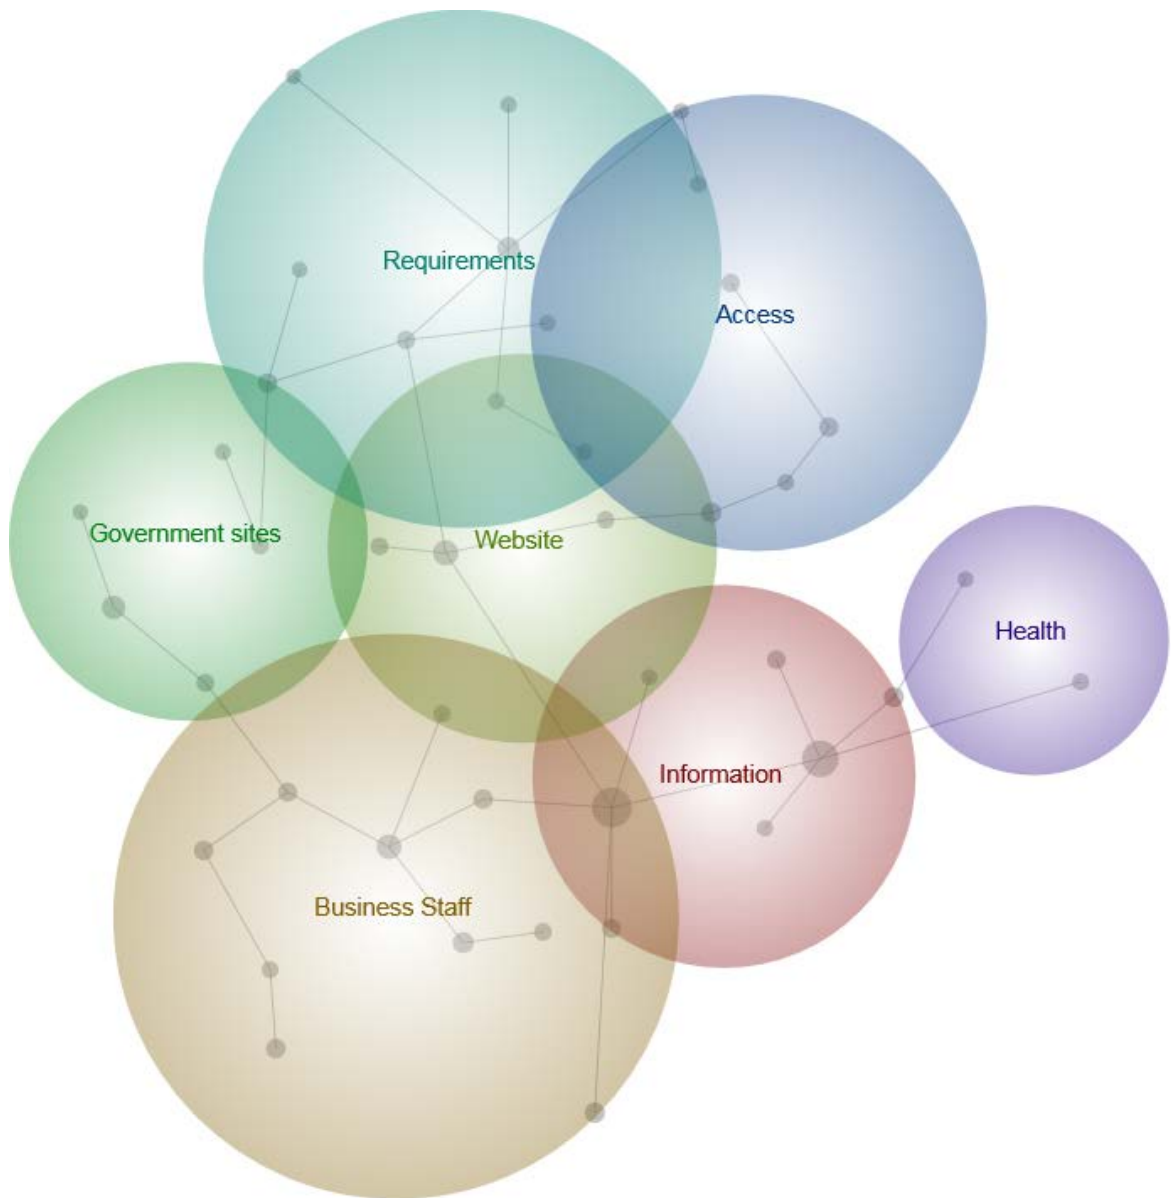 Requirements
Access
Government sites
Website
Health
Information
Business Staff